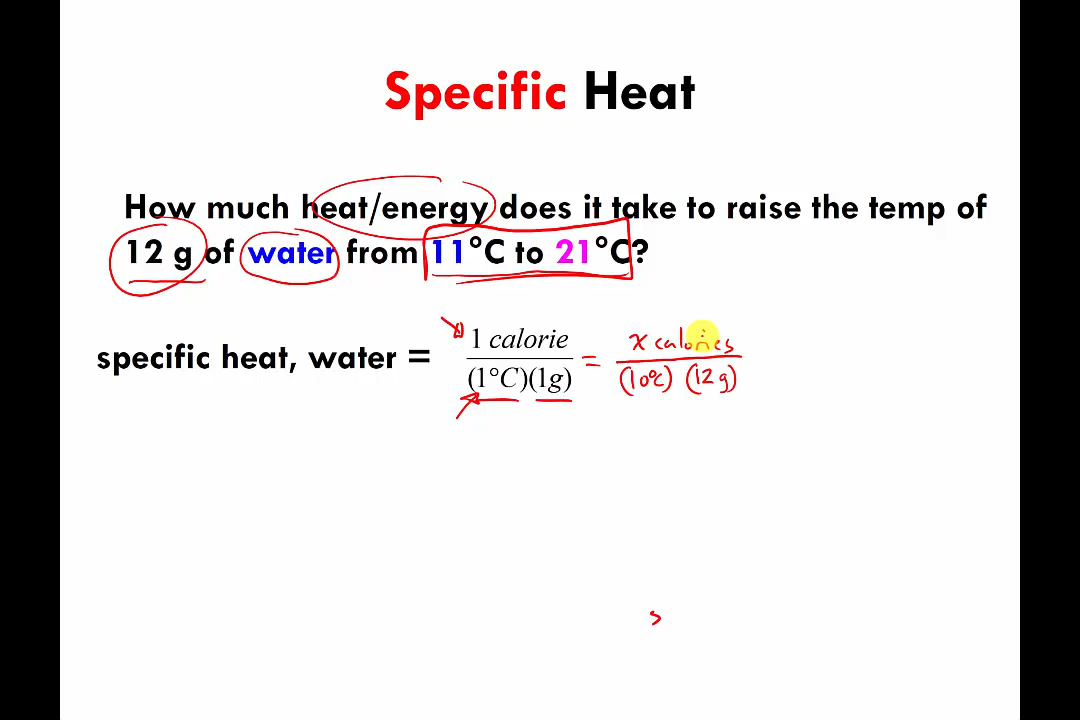 Specific Heat
How much heat/energy does it take to raise the temp of
12 g of water from 11°C to 21°C?
specific heat, water = 1 calorie / (1°C)(1g) = x calories / (10°C) (12g)
s